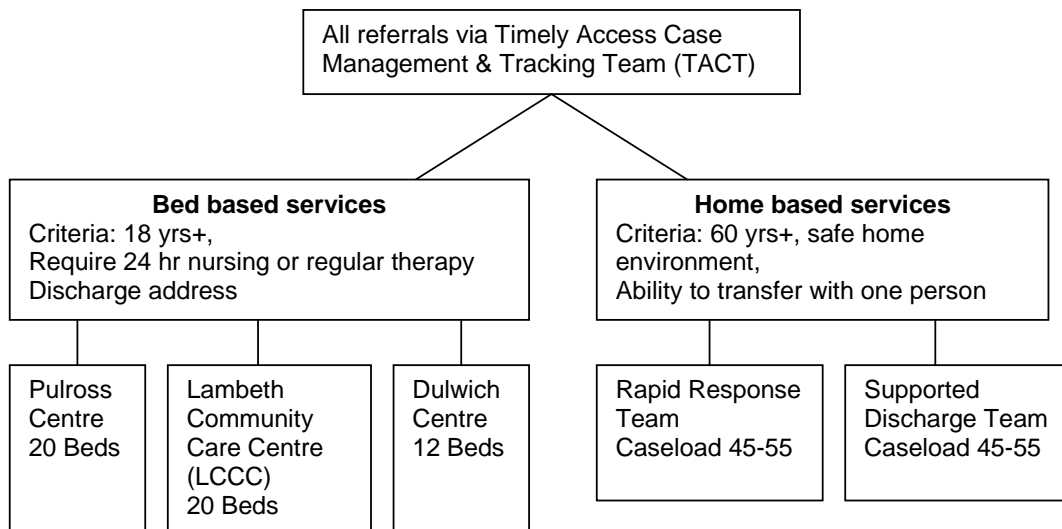 All referrals via Timely Access Case
Management & Tracking Team (TACT)
Bed based services
Criteria: 18 yrs+,
Require 24 hr nursing or regular therapy
Discharge address
Home based services
Criteria: 60 yrs+, safe home
environment,
Ability to transfer with one person
Pulross
Centre
20 Beds
Lambeth
Community
Care Centre
(LCCC)
20 Beds
Dulwich
Centre
12 Beds
Rapid Response
Team
Caseload 45-55
Supported
Discharge Team
Caseload 45-55